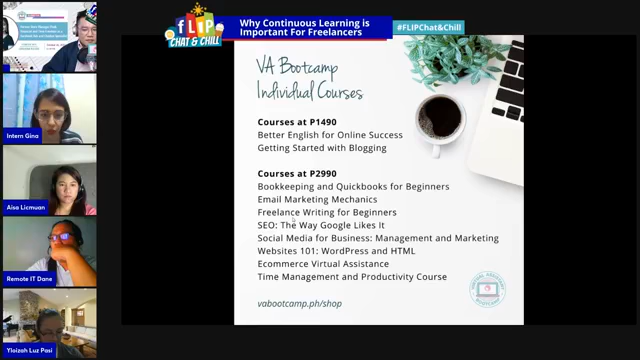 FLIP
CHAT & CHILL
Why Continuous Learning is
Important For Freelancers
#FLIPChat&Chill
Intern Gina
Aisa Licmuan
Remote IT Dane
Yloizah Luz Pasi
VA Bootcamp
Individual Courses
Courses at P1490
Better English for Online Success
Getting Started with Blogging
Courses at P2990
Bookkeeping and Quickbooks for Beginners
Email Marketing Mechanics
Freelance Writing for Beginners
SEO: The Way Google Likes It
Social Media for Business: Management and Marketing
Websites 101: WordPress and HTML
Ecommerce Virtual Assistance
Time Management and Productivity Course
vabootcamp.ph/shop